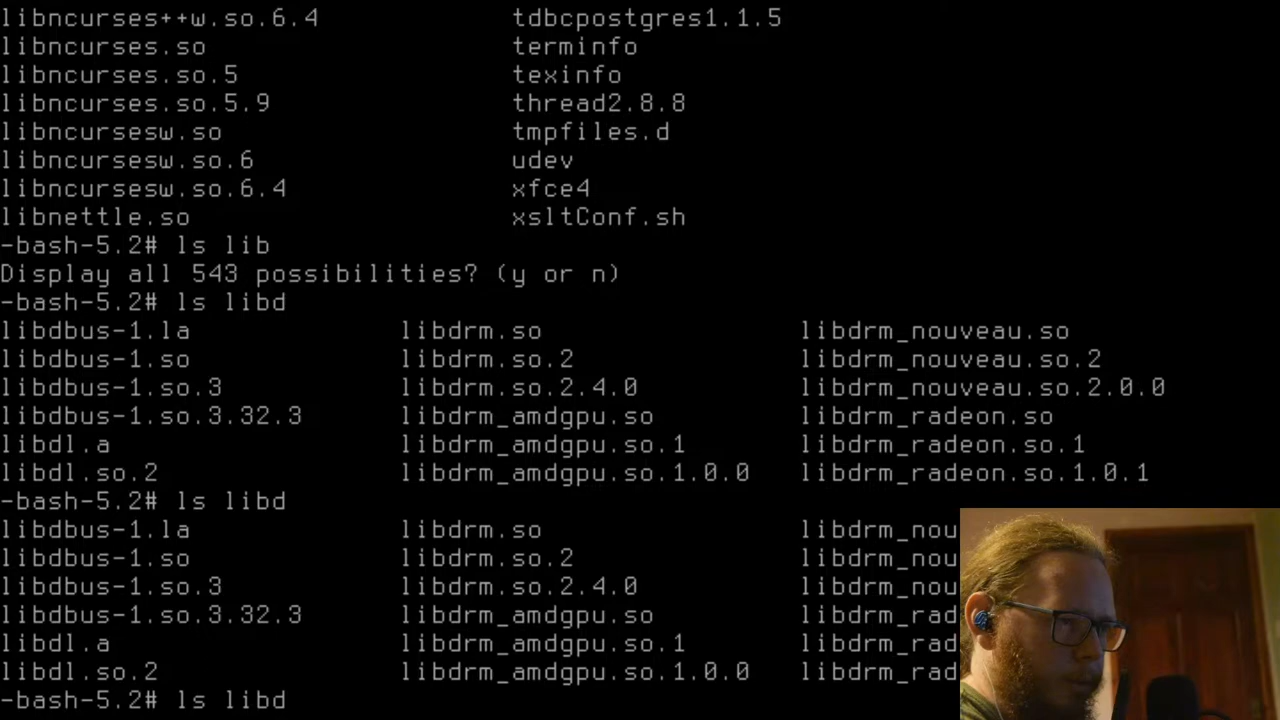 libncurses++w.so.6.4 tdbcpostgres1.1.5
libncurses.so terminfo
libncurses.so.5 texinfo
libncurses.so.5.9 thread2.8.8
libncursesw.so tmpfiles.d
libncursesw.so.6 udev
libncursesw.so.6.4 xfce4
libnettle.so xsltConf.sh
-bash-5.2# ls lib
Display all 543 possibilities? (y or n)
-bash-5.2# ls libd
libdbus-1.la libdrm.so libdrm_nouveau.so
libdbus-1.so libdrm.so.2 libdrm_nouveau.so.2
libdbus-1.so.3 libdrm.so.2.4.0 libdrm_nouveau.so.2.0.0
libdbus-1.so.3.32.3 libdrm_amdgpu.so libdrm_radeon.so
libdl.a libdrm_amdgpu.so.1 libdrm_radeon.so.1
libdl.so.2 libdrm_amdgpu.so.1.0.0 libdrm_radeon.so.1.0.1
-bash-5.2# ls libd
libdbus-1.la libdrm.so libdrm_nou
libdbus-1.so libdrm.so.2 libdrm_nou
libdbus-1.so.3 libdrm.so.2.4.0 libdrm_nou
libdbus-1.so.3.32.3 libdrm_amdgpu.so libdrm_rad
libdl.a libdrm_amdgpu.so.1 libdrm_rad
libdl.so.2 libdrm_amdgpu.so.1.0.0 libdrm_rad
-bash-5.2# ls libd